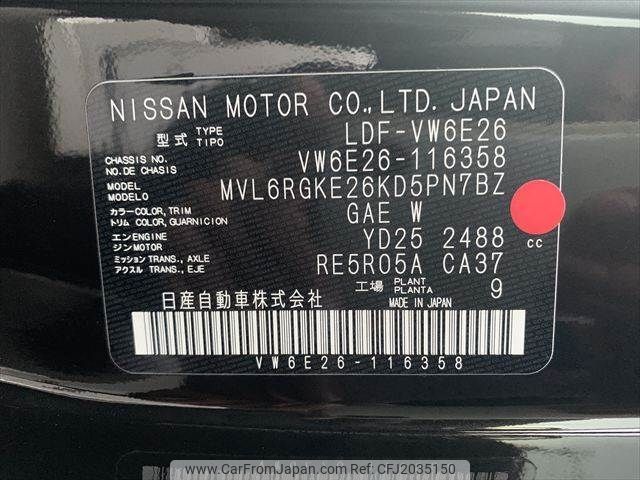 NISSAN MOTOR CO.,LTD. JAPAN
型式 TYPE TIPO LDF-VW6E26
CHASSIS NO. NO. DE CHASIS VW6E26-116358
MODEL MODELO MVL6RGKE26KD5PN7BZ
カラー COLOR, TRIM トリム COLOR, GUARNICION GAE W
エンジン ENGINE MOTOR YD25 2488 cc
ミッション TRANS., AXLE アクスル TRANS., EJE RE5R05A CA37
工場 PLANT PLANTA 9
日産自動車株式会社 MADE IN JAPAN
VW6E26-116358
www.CarFromJapan.com | Photo ID: CFJ2035150